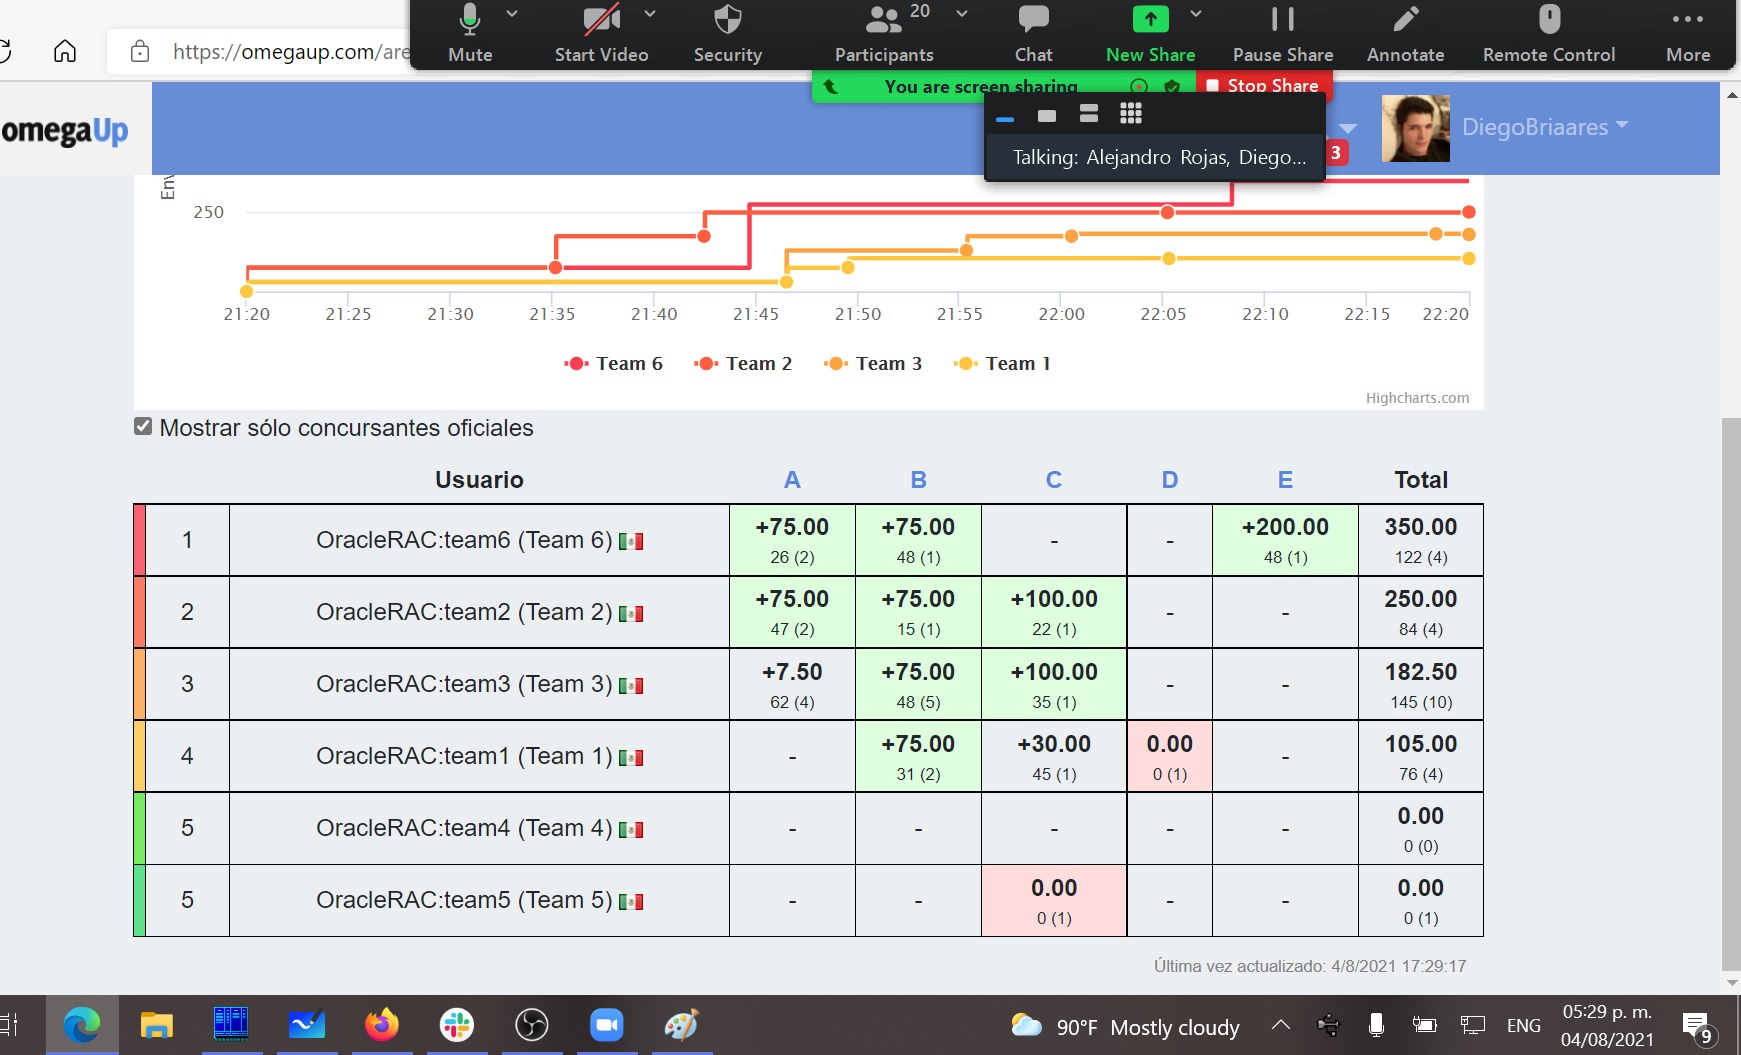 Mute
Start Video
Security
Participants
20
Chat
New Share
Pause Share
Annotate
Remote Control
More
https://omegaup.com/are
You are screen sharing
Stop Share
Talking: Alejandro Rojas, Diego...
omegaUp
3
DiegoBriaares
Env
250
21:20 21:25 21:30 21:35 21:40 21:45 21:50 21:55 22:00 22:05 22:10 22:15 22:20
Team 6 Team 2 Team 3 Team 1
Highcharts.com
Mostrar sólo concursantes oficiales
Usuario A B C D E Total
1 OracleRAC:team6 (Team 6) +75.00 +75.00 - - +200.00 350.00
26 (2) 48 (1) 48 (1) 122 (4)
2 OracleRAC:team2 (Team 2) +75.00 +75.00 +100.00 - - 250.00
47 (2) 15 (1) 22 (1) 84 (4)
3 OracleRAC:team3 (Team 3) +7.50 +75.00 +100.00 - - 182.50
62 (4) 48 (5) 35 (1) 145 (10)
4 OracleRAC:team1 (Team 1) - +75.00 +30.00 0.00 - 105.00
31 (2) 45 (1) 0 (1) 76 (4)
5 OracleRAC:team4 (Team 4) - - - - - 0.00
0 (0)
5 OracleRAC:team5 (Team 5) - - 0.00 - - 0.00
0 (1) 0 (1)
Última vez actualizado: 4/8/2021 17:29:17
90°F Mostly cloudy
ENG
05:29 p. m.
04/08/2021
9